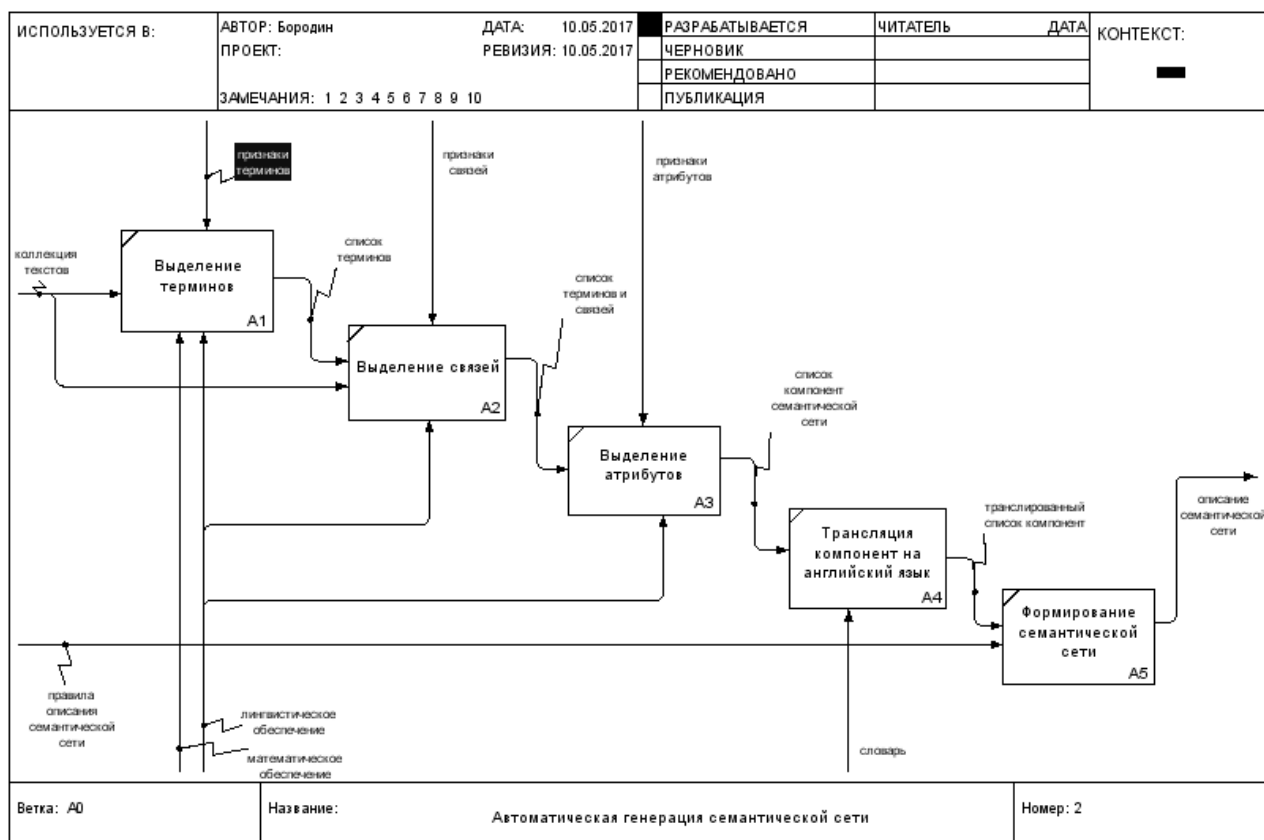 ИСПОЛЬЗУЕТСЯ В:
АВТОР: Бородин
ДАТА: 10.05.2017
ПРОЕКТ:
РЕВИЗИЯ: 10.05.2017
ЗАМЕЧАНИЯ: 1 2 3 4 5 6 7 8 9 10
РАЗРАБАТЫВАЕТСЯ
ЧЕРНОВИК
РЕКОМЕНДОВАНО
ПУБЛИКАЦИЯ
ЧИТАТЕЛЬ
ДАТА
КОНТЕКСТ:
признаки
терминов
признаки
связей
признаки
атрибутов
коллекция
текстов
Выделение
терминов
A1
список
терминов
Выделение связей
A2
список
терминов и
связей
Выделение
атрибутов
A3
список
компонент
семантической
сети
Трансляция
компонент на
английский язык
A4
транслированный
список компонент
Формирование
семантической
сети
A5
описание
семантической
сети
правила
описания
семантической
сети
лингвистическое
обеспечение
математическое
обеспечение
словарь
Ветка: A0
Название:
Автоматическая генерация семантической сети
Номер: 2